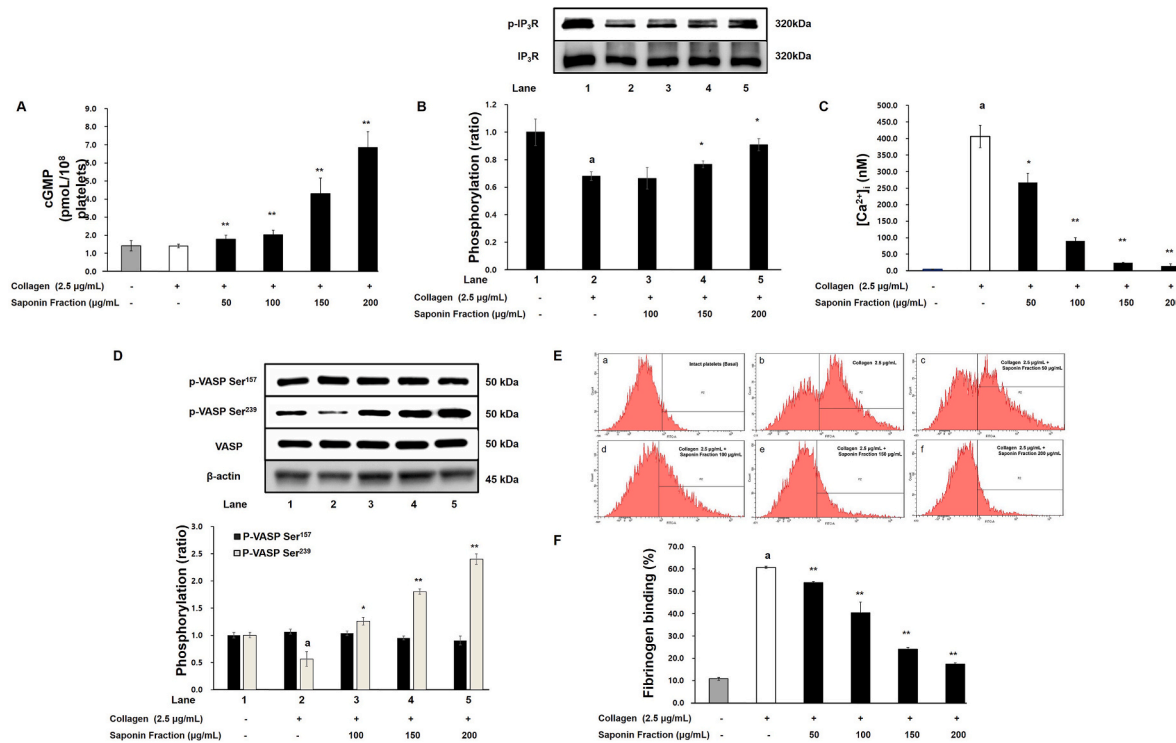 p-IP₃R 320kDa
IP₃R 320kDa
Lane 1 2 3 4 5
A
cGMP
(pmoL/10⁸
platelets)
9.0
8.0
7.0
6.0
5.0
4.0
3.0
2.0
1.0
0.0
** ** ** **
Collagen (2.5 µg/mL) - + + + + +
Saponin Fraction (µg/mL - - 50 100 150 200
B
Phosphorylation (ratio)
1.2
1.0
0.8
0.6
0.4
0.2
0.0
a * *
Lane 1 2 3 4 5
Collagen (2.5 µg/mL) - + + + +
Saponin Fraction (µg/mL) - - 100 150 200
C
[Ca²⁺]ᵢ (nM)
500.0
450.0
400.0
350.0
300.0
250.0
200.0
150.0
100.0
50.0
0.0
a * ** ** **
Collagen (2.5 µg/mL) - + + + + +
Saponin Fraction (µg/mL) - - 50 100 150 200
D
p-VASP Ser¹⁵⁷ 50 kDa
p-VASP Ser²³⁹ 50 kDa
VASP 50 kDa
β-actin 45 kDa
Lane 1 2 3 4 5
Phosphorylation (ratio)
3.0
2.5
2.0
1.5
1.0
0.5
0.0
P-VASP Ser¹⁵⁷
P-VASP Ser²³⁹
a * ** **
Lane 1 2 3 4 5
Collagen (2.5 µg/mL) - + + + +
Saponin Fraction (µg/mL) - - 100 150 200
E
a Intact platelets (Basal)
b Collagen 2.5 µg/mL
c Collagen 2.5 µg/mL +
Saponin Fraction 50 µg/mL
d Collagen 2.5 µg/mL +
Saponin Fraction 100 µg/mL
e Collagen 2.5 µg/mL +
Saponin Fraction 150 µg/mL
f Collagen 2.5 µg/mL +
Saponin Fraction 200 µg/mL
F
Fibrinogen binding (%)
70.0
60.0
50.0
40.0
30.0
20.0
10.0
0.0
a ** ** ** **
Collagen (2.5 µg/mL) - + + + + +
Saponin Fraction (µg/mL) - - 50 100 150 200